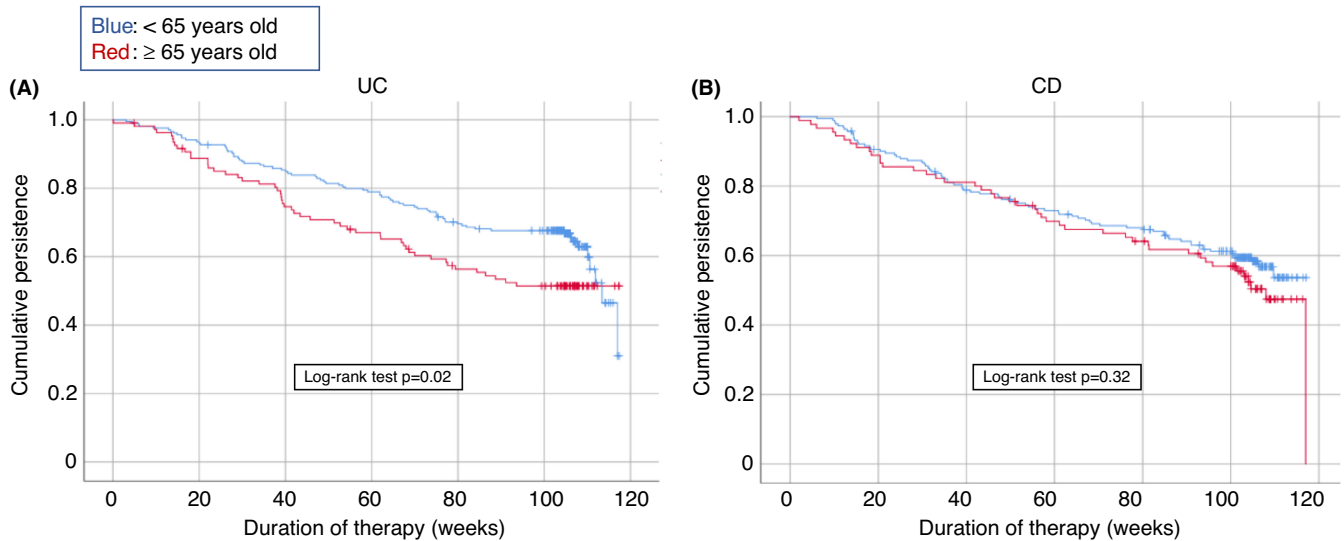 Blue: < 65 years old
Red: ≥ 65 years old
(A)
UC
1.0
0.8
0.6
0.4
0.2
0
Cumulative persistence
Log-rank test p=0.02
0 20 40 60 80 100 120
Duration of therapy (weeks)
(B)
CD
1.0
0.8
0.6
0.4
0.2
0
Cumulative persistence
Log-rank test p=0.32
0 20 40 60 80 100 120
Duration of therapy (weeks)